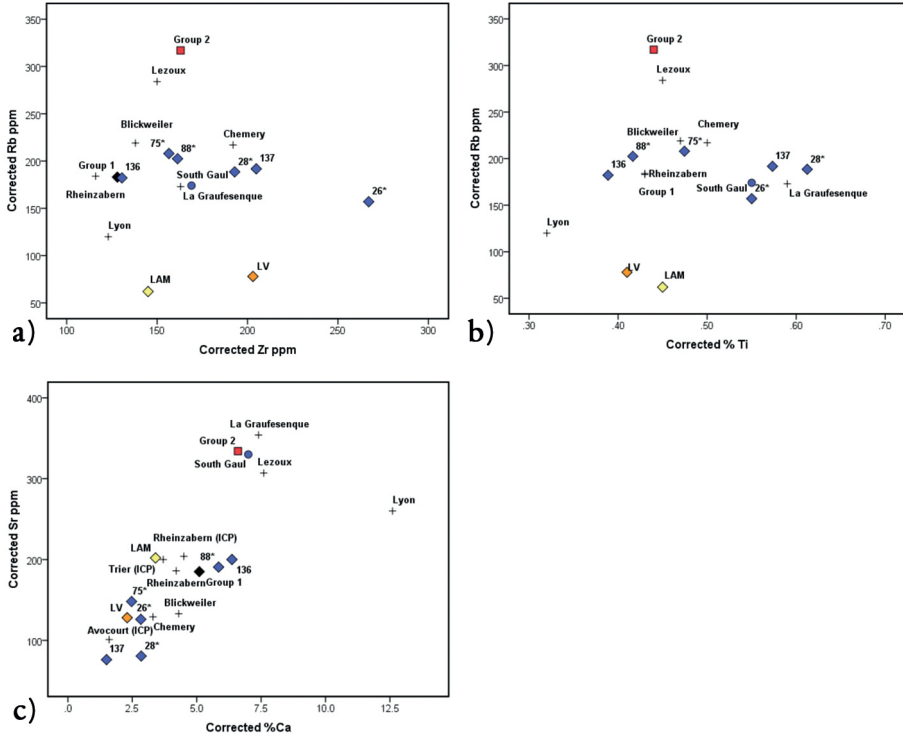 350
300
250
200
150
100
50
Corrected Rb ppm
Group 2
Lezoux
Blickweiler
75*
88*
Chemery
28*
137
Group 1
136
Rheinzabern
South Gaul
La Graufesenque
26*
Lyon
LAM
LV
100
150
200
250
300
Corrected Zr ppm
a)
350
300
250
200
150
100
50
Corrected Rb ppm
Group 2
Lezoux
Blickweiler
75*
Chemery
88*
136
Rheinzabern
Group 1
137
28*
South Gaul
26*
La Graufesenque
Lyon
LV
LAM
.30
.40
.50
.60
.70
Corrected % Ti
b)
400
300
200
100
Corrected Sr ppm
La Graufesenque
Group 2
South Gaul
Lezoux
Lyon
Rheinzabern (ICP)
LAM
88*
Trier (ICP)
136
Rheinzabern
Group 1
75*
LV
26*
Blickweiler
Avocourt (ICP)
Chemery
137
28*
.0
2.5
5.0
7.5
10.0
12.5
Corrected %Ca
c)